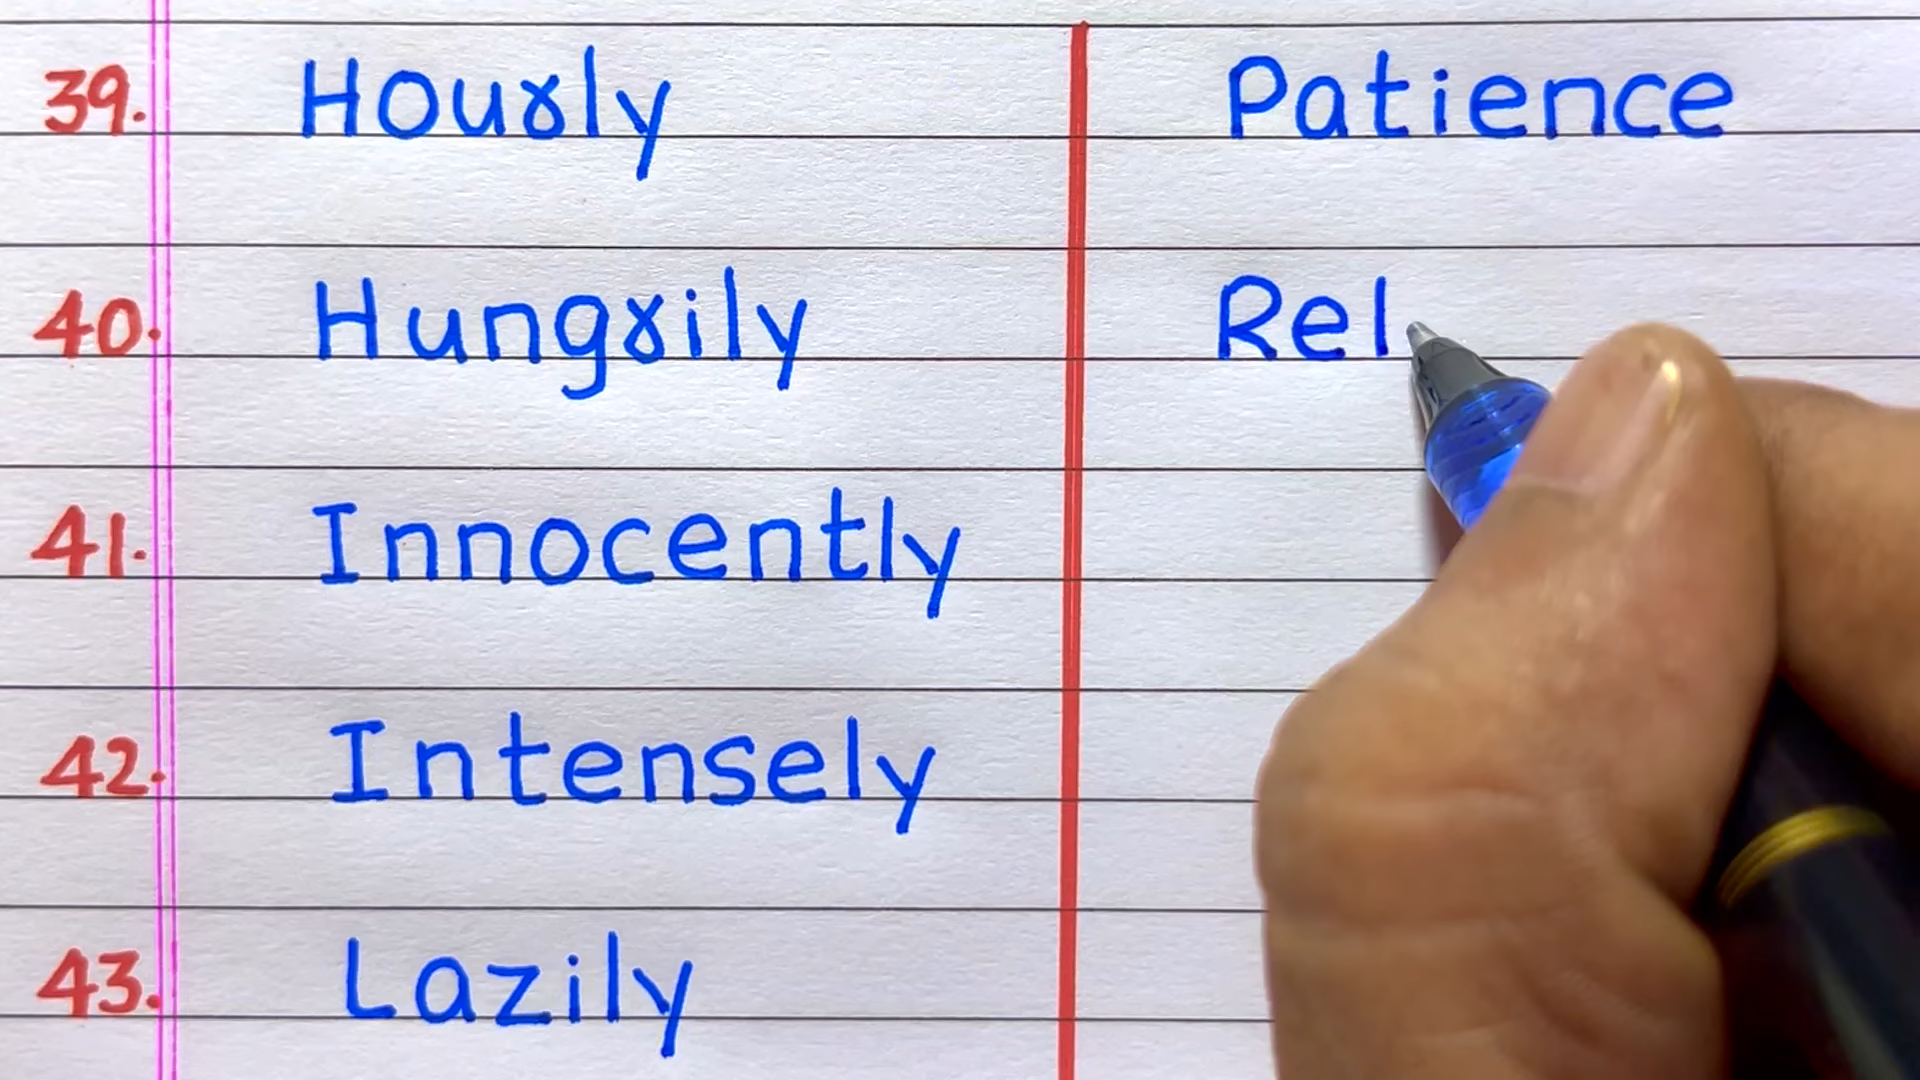 39. Hourly Patience
40. Hungrily Rel
41. Innocently
42. Intensely
43. Lazily